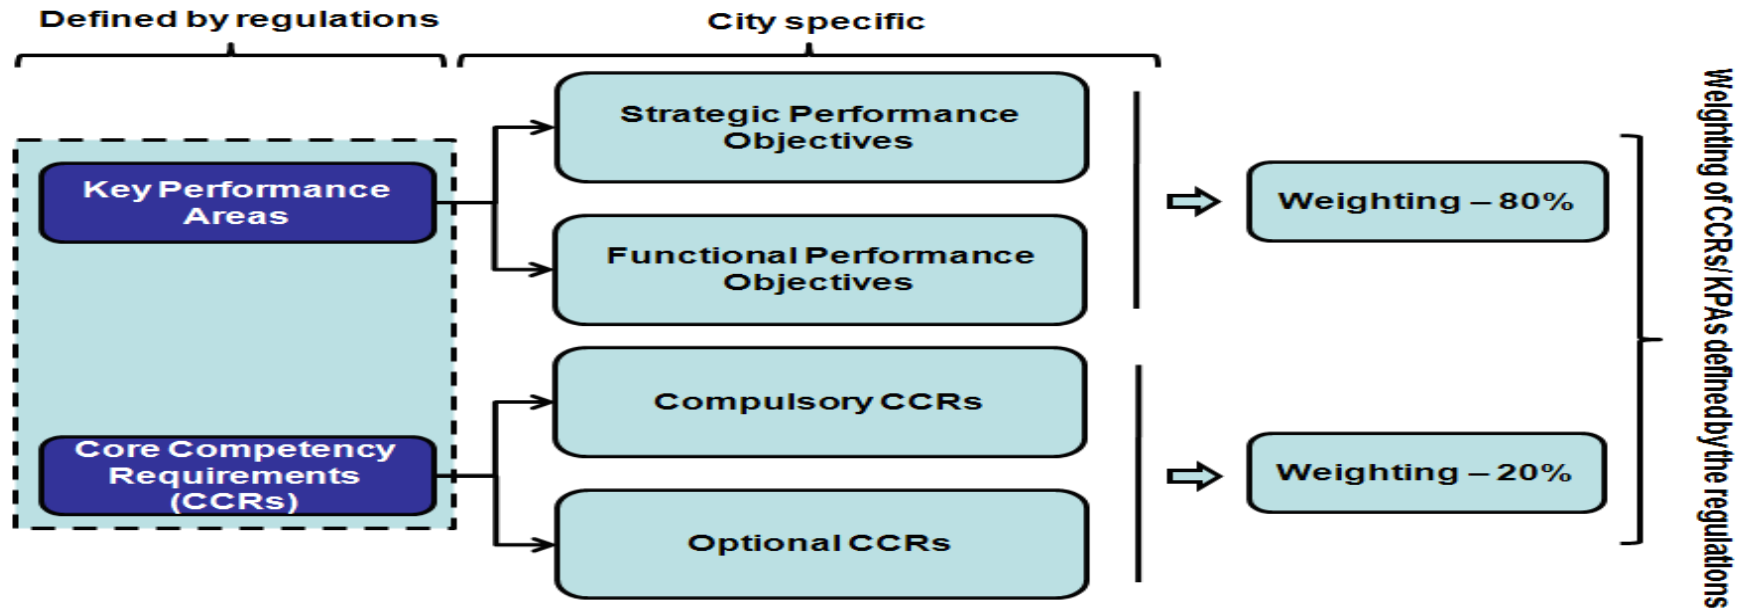 Defined by regulations
City specific
Key Performance
Areas
Strategic Performance
Objectives
Functional Performance
Objectives
Weighting – 80%
Core Competency
Requirements
(CCRs)
Compulsory CCRs
Optional CCRs
Weighting – 20%
Weighting of CCRs/ KPAs defined by the regulations